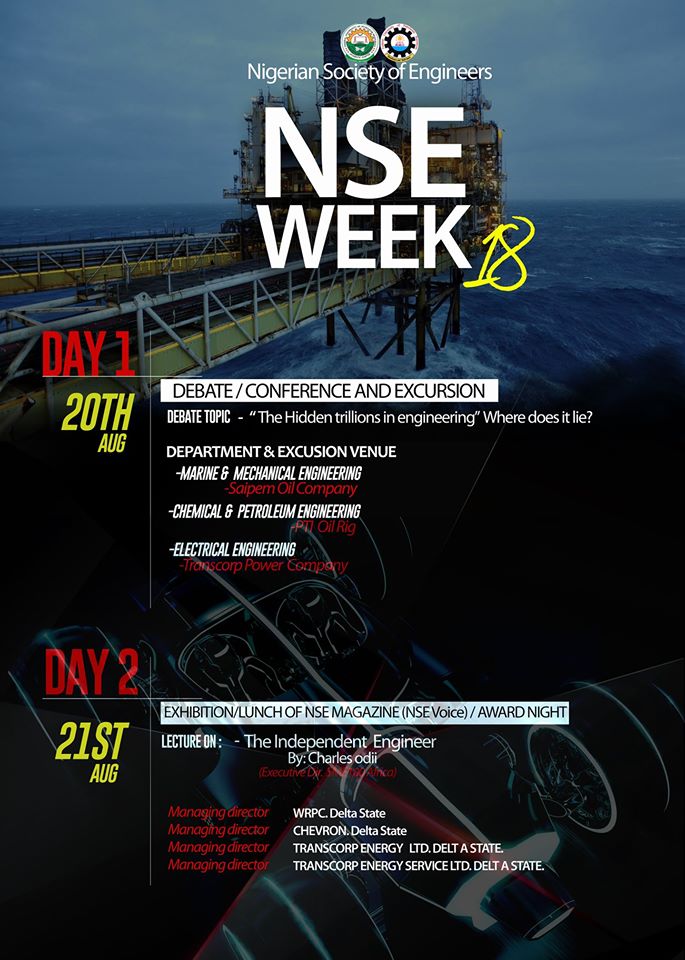 Nigerian Society of Engineers
NSE
WEEK 18
DAY 1
20TH
AUG
DEBATE / CONFERENCE AND EXCURSION
DEBATE TOPIC - “ The Hidden trillions in engineering” Where does it lie?
DEPARTMENT & EXCUSION VENUE
-MARINE & MECHANICAL ENGINEERING
-Saipem Oil Company
-CHEMICAL & PETROLEUM ENGINEERING
-PTI Oil Rig
-ELECTRICAL ENGINEERING
-Transcorp Power Company
DAY 2
21ST
AUG
EXHIBITION/LUNCH OF NSE MAGAZINE (NSE Voice) / AWARD NIGHT
LECTURE ON : - The Independent Engineer
By: Charles odii
(Executive Dir. Africa)
Managing director WRPC. Delta State
Managing director CHEVRON. Delta State
Managing director TRANSCORP ENERGY LTD. DELT A STATE.
Managing director TRANSCORP ENERGY SERVICE LTD. DELT A STATE.